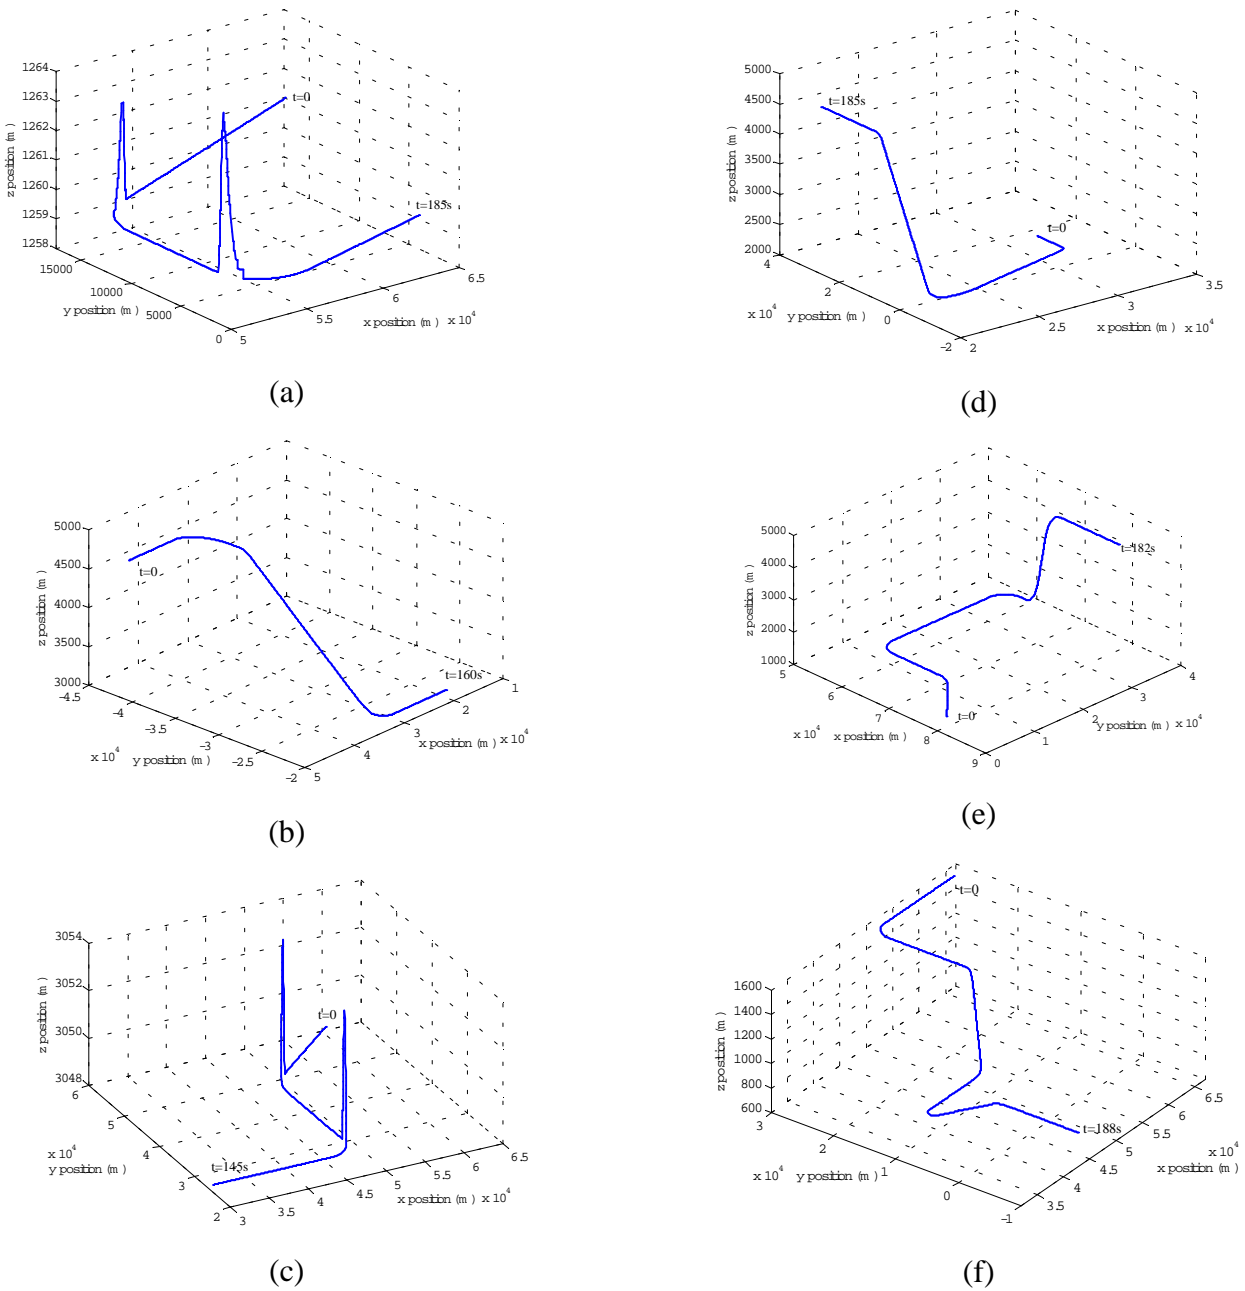 1264
1263
1262
1261
1260
1259
1258
z position (m)
t=0
t=185s
15000
10000
5000
0
y position (m)
5
5.5
6
6.5
x position (m) x 10^4
(a)
5000
4500
4000
3500
3000
2500
2000
z position (m)
t=185s
t=0
4
2
0
-2
x 10^4 y position (m)
2
2.5
3
3.5
x position (m) x 10^4
(d)
5000
4500
4000
3500
3000
z position (m)
t=0
t=160s
-4.5
-4
-3.5
-3
-2.5
-2
x 10^4 y position (m)
5
4
3
2
1
x position (m) x 10^4
(b)
5000
4000
3000
2000
1000
z position (m)
t=182s
t=0
5
6
7
8
9
x 10^4 x position (m)
0
1
2
3
4
y position (m) x 10^4
(e)
3054
3052
3050
3048
z position (m)
t=0
t=145s
6
5
4
3
2
x 10^4
y position (m)
3
3.5
4
4.5
5
5.5
6
6.5
x position (m) x 10^4
(c)
1600
1400
1200
1000
800
600
z position (m)
t=0
t=188s
3
2
1
0
-1
x 10^4 y position (m)
3.5
4
4.5
5
5.5
6
6.5
x 10^4
x position (m)
(f)